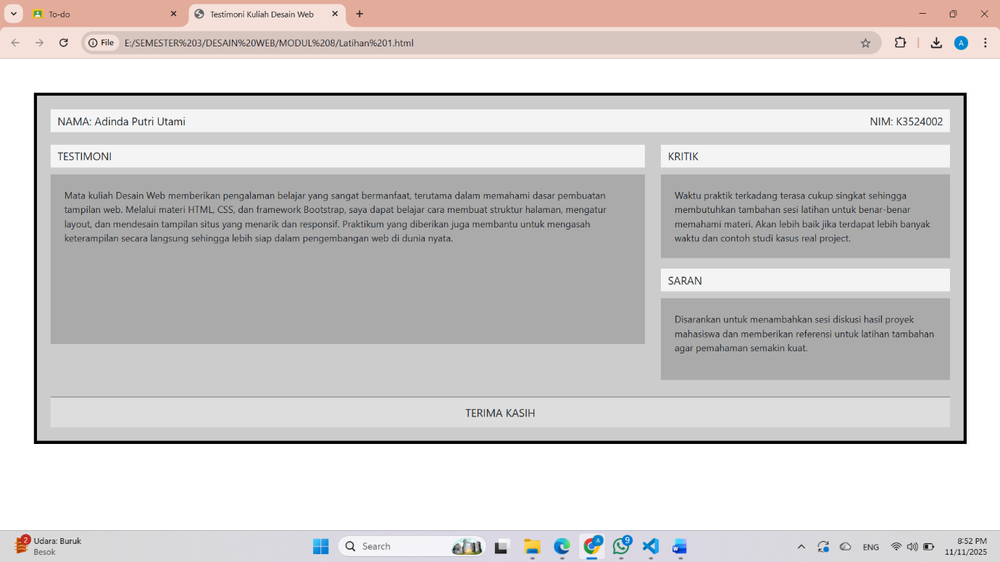 To-do
Testimoni Kuliah Desain Web
File
E:/SEMESTER%203/DESAIN%20WEB/MODUL%208/Latihan%201.html
A
NAMA: Adinda Putri Utami
NIM: K3524002
TESTIMONI
Mata kuliah Desain Web memberikan pengalaman belajar yang sangat bermanfaat, terutama dalam memahami dasar pembuatan
tampilan web. Melalui materi HTML, CSS, dan framework Bootstrap, saya dapat belajar cara membuat struktur halaman, mengatur
layout, dan mendesain tampilan situs yang menarik dan responsif. Praktikum yang diberikan juga membantu untuk mengasah
keterampilan secara langsung sehingga lebih siap dalam pengembangan web di dunia nyata.
KRITIK
Waktu praktik terkadang terasa cukup singkat sehingga
membutuhkan tambahan sesi latihan untuk benar-benar
memahami materi. Akan lebih baik jika terdapat lebih banyak
waktu dan contoh studi kasus real project.
SARAN
Disarankan untuk menambahkan sesi diskusi hasil proyek
mahasiswa dan memberikan referensi untuk latihan tambahan
agar pemahaman semakin kuat.
TERIMA KASIH
2
Udara: Buruk
Besok
Search
A
9
W
ENG
8:52 PM
11/11/2025